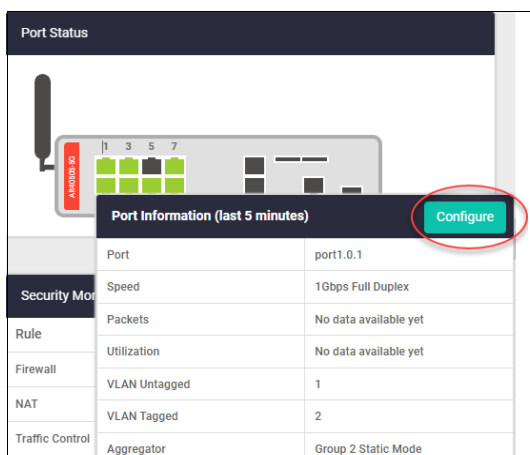 Port Status
1 3 5 7
AR4050S-5G
Port Information (last 5 minutes) Configure
Port port1.0.1
Speed 1Gbps Full Duplex
Packets No data available yet
Utilization No data available yet
VLAN Untagged 1
VLAN Tagged 2
Aggregator Group 2 Static Mode
Security Mon
Rule
Firewall
NAT
Traffic Control